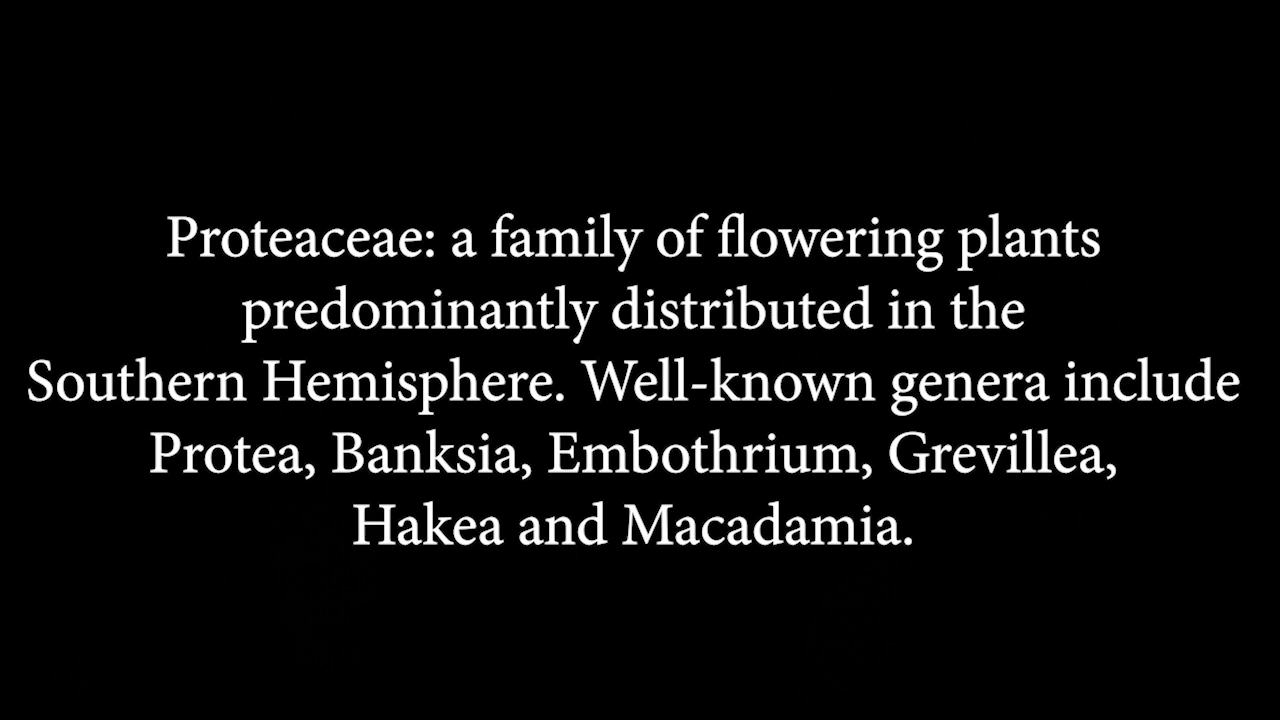 Proteaceae: a family of flowering plants
predominantly distributed in the
Southern Hemisphere. Well-known genera include
Protea, Banksia, Embothrium, Grevillea,
Hakea and Macadamia.